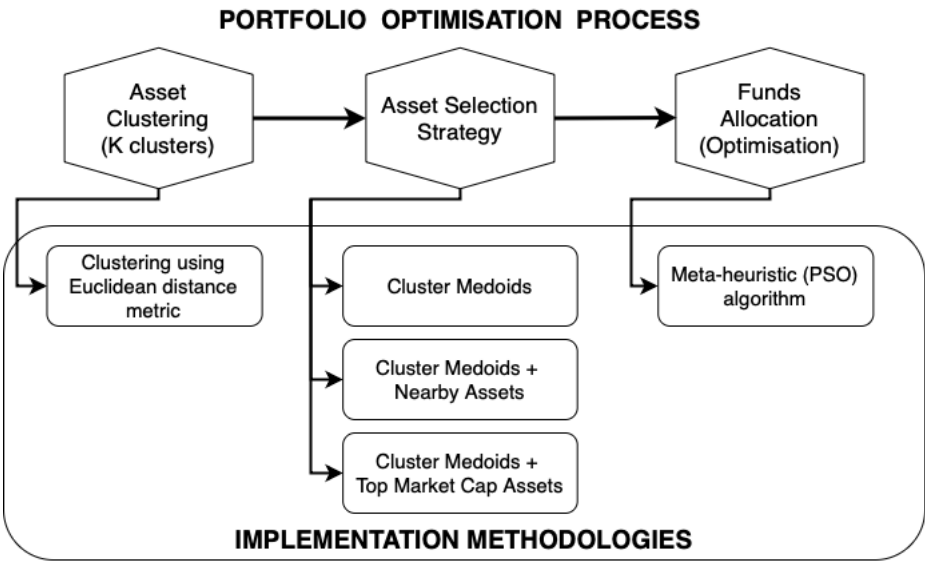 PORTFOLIO OPTIMISATION PROCESS
Asset
Clustering
(K clusters)
Asset Selection
Strategy
Funds
Allocation
(Optimisation)
Clustering using
Euclidean distance
metric
Cluster Medoids
Cluster Medoids +
Nearby Assets
Cluster Medoids +
Top Market Cap Assets
Meta-heuristic (PSO)
algorithm
IMPLEMENTATION METHODOLOGIES